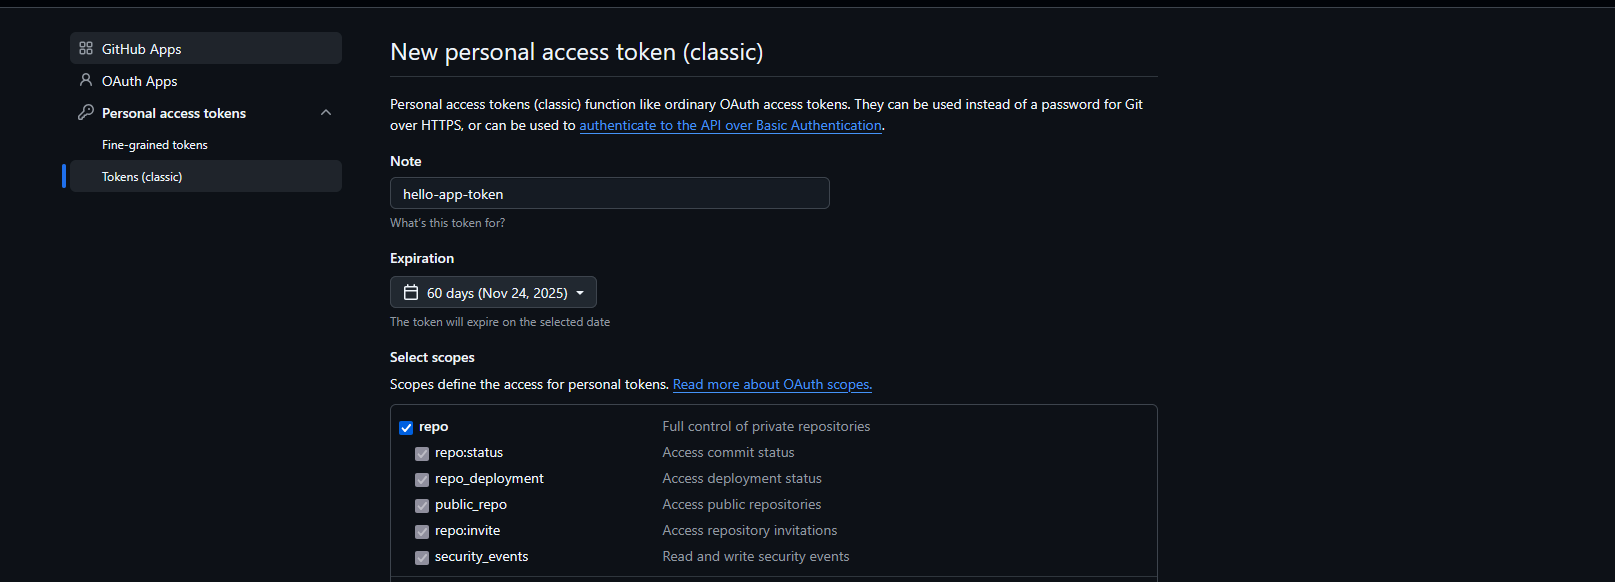 GitHub Apps
OAuth Apps
Personal access tokens
Fine-grained tokens
Tokens (classic)
New personal access token (classic)
Personal access tokens (classic) function like ordinary OAuth access tokens. They can be used instead of a password for Git
over HTTPS, or can be used to authenticate to the API over Basic Authentication.
Note
hello-app-token
What's this token for?
Expiration
60 days (Nov 24, 2025)
The token will expire on the selected date
Select scopes
Scopes define the access for personal tokens. Read more about OAuth scopes.
repo Full control of private repositories
repo:status Access commit status
repo_deployment Access deployment status
public_repo Access public repositories
repo:invite Access repository invitations
security_events Read and write security events